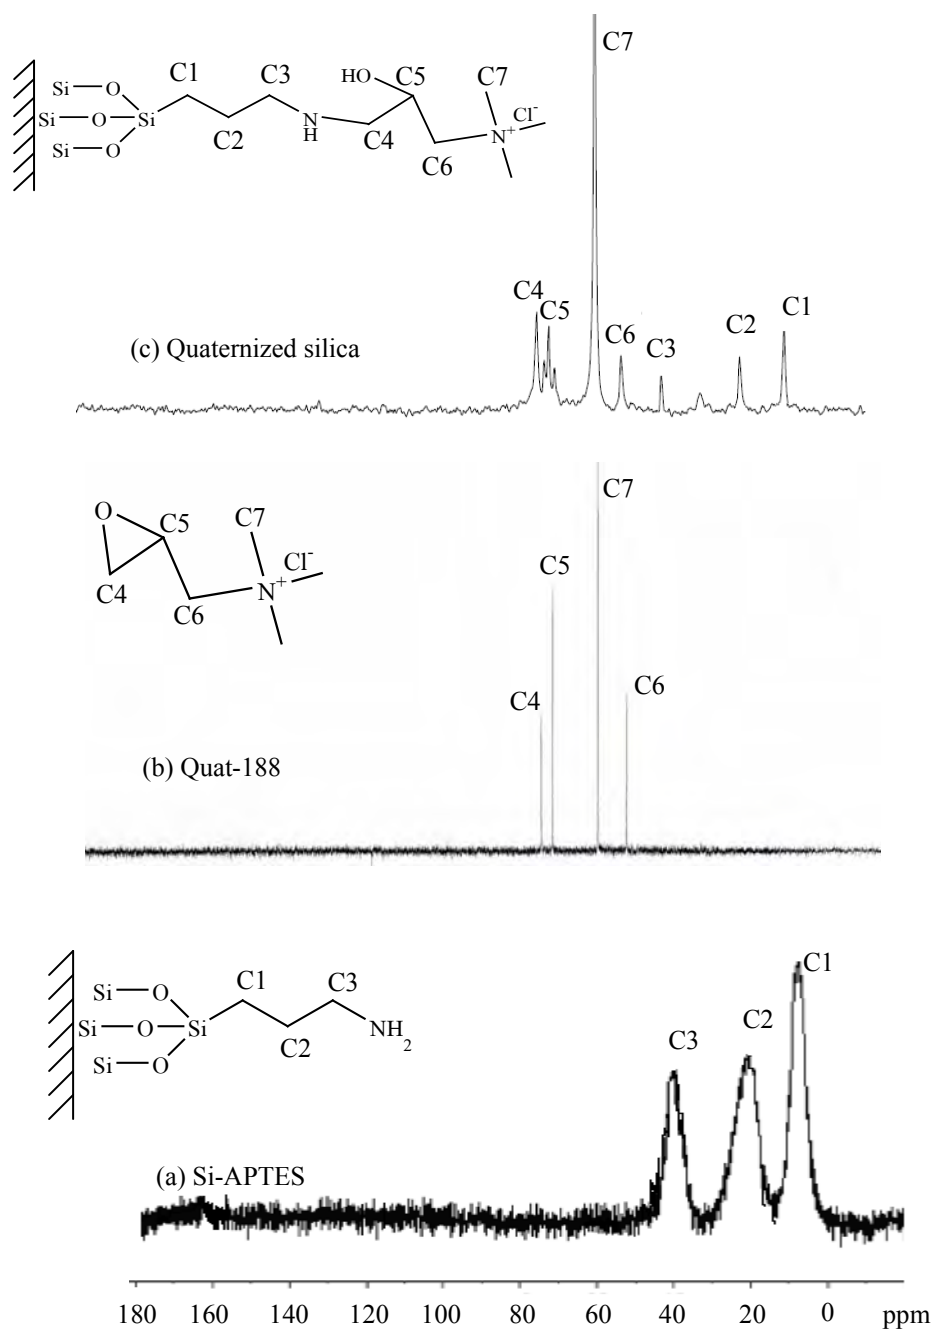 C7
C1
C3
HO
C5
C7
Si
O
Cl-
Si
O
Si
N
H
N+
Si
O
C2
C4
C6
C4
C5
C6
C3
C2
C1
(c) Quaternized silica
C7
O
C5
C7
Cl-
C4
N+
C6
C5
C4
C6
(b) Quat-188
C1
C3
Si
O
Si
O
Si
NH2
C2
Si
O
C3
C2
C1
(a) Si-APTES
180 160 140 120 100 80 60 40 20 0 ppm